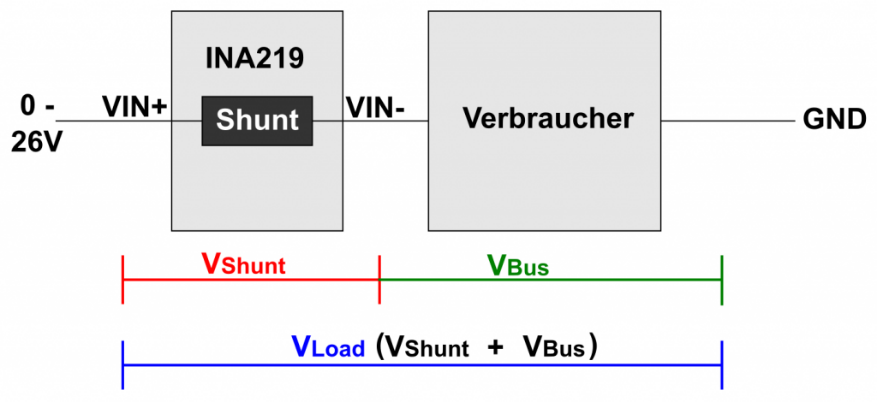 INA219
0 -
26V
VIN+
Shunt
VIN-
Verbraucher
GND
VShunt
VBus
VLoad (VShunt + VBus)